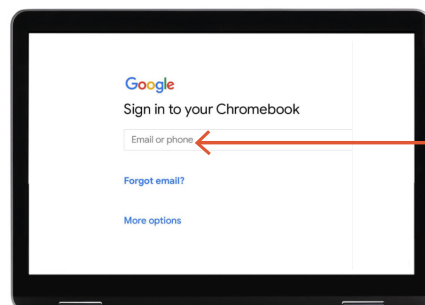 Google
Sign in to your Chromebook
Email or phone
Forgot email?
More options